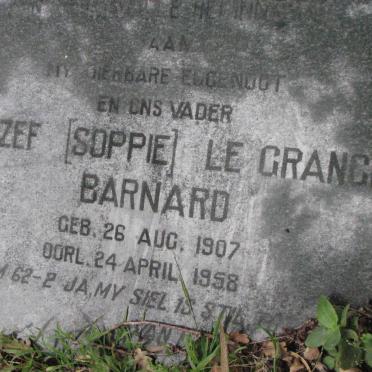 AAN
MY DIERBARE EGGENOOT
EN ONS VADER
ZEF [SOPPIE] LE GRANGE
BARNARD
GEB. 26 AUG. 1907
OORL. 24 APRIL 1958
62-2 JA, MY SIEL IS STIL